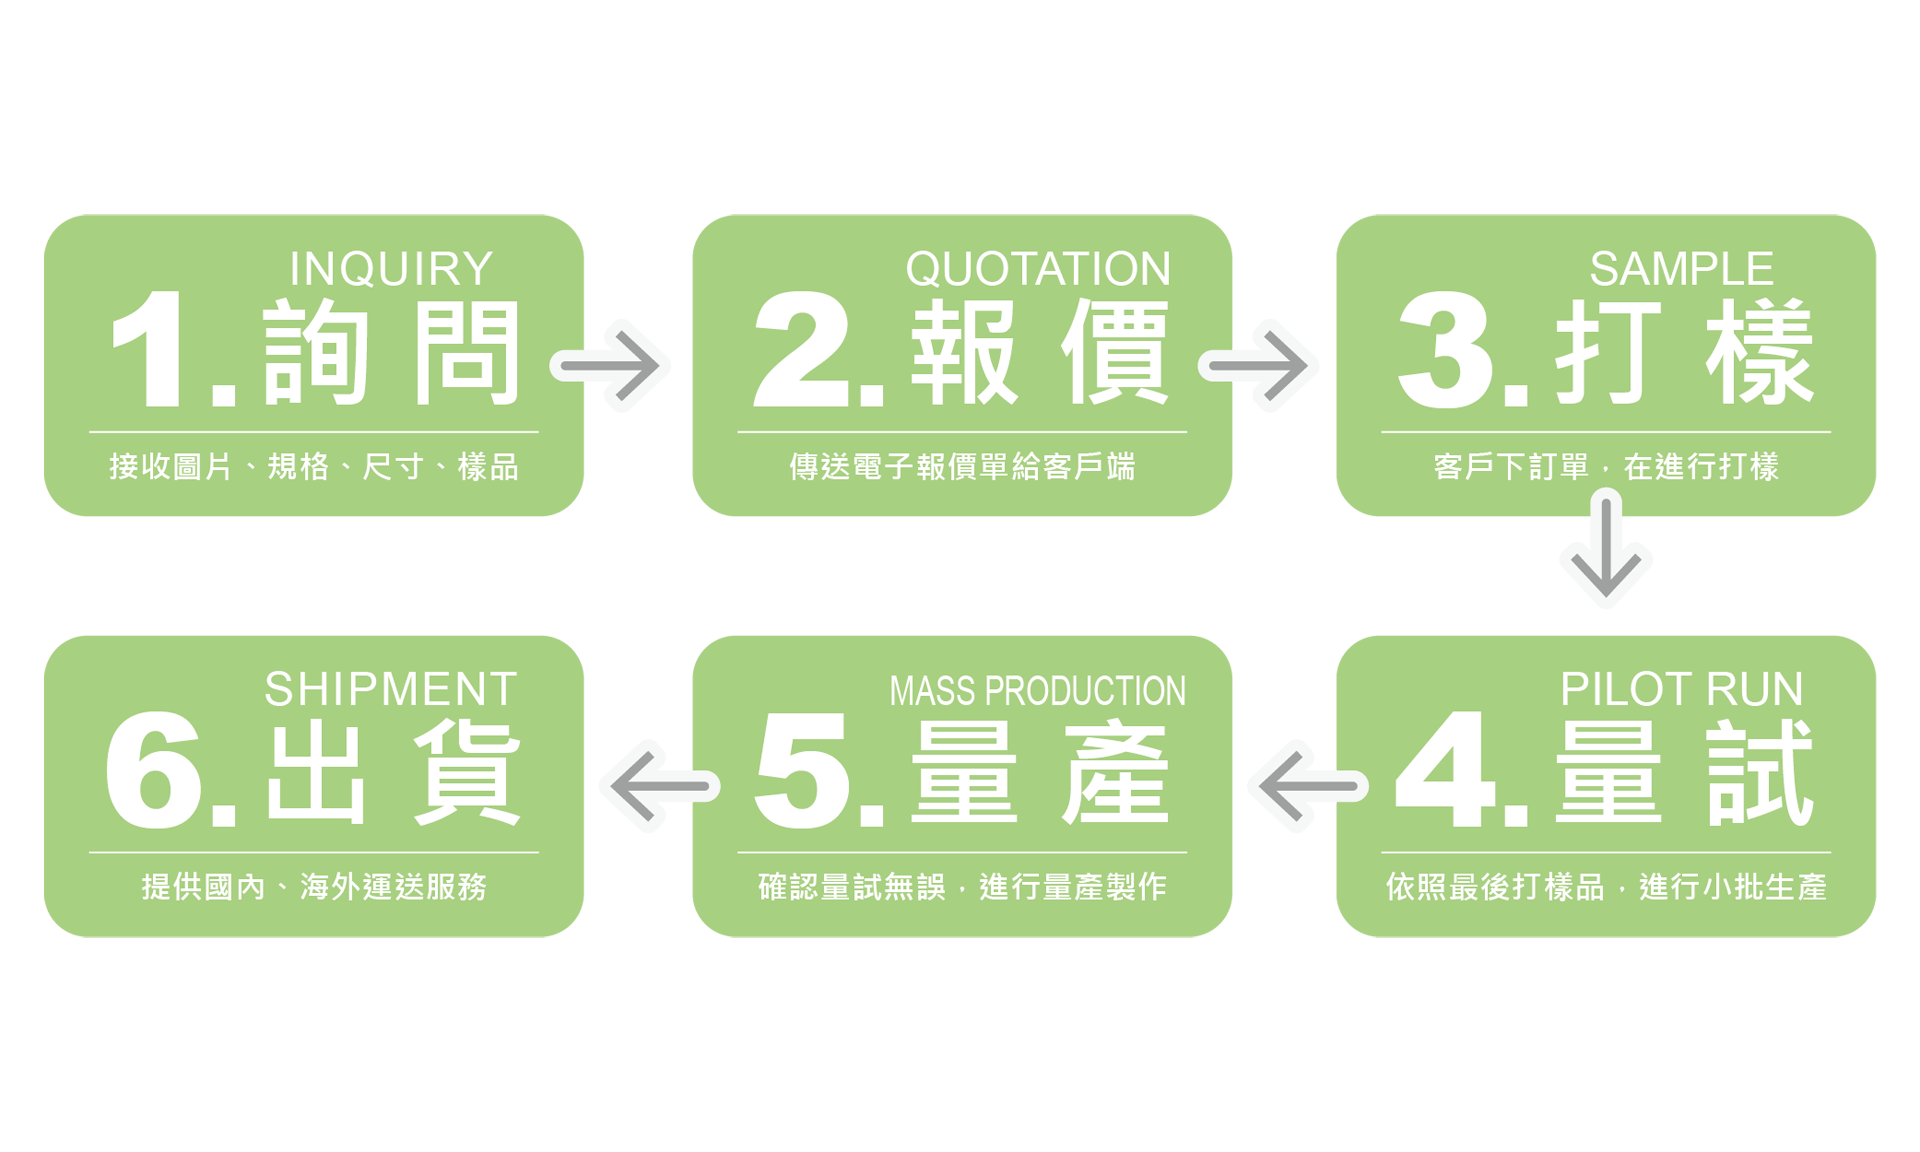 INQUIRY
1.詢問
接收圖片、規格、尺寸、樣品
QUOTATION
2.報價
傳送電子報價單給客戶端
SAMPLE
3.打樣
客戶下訂單，在進行打樣
PILOT RUN
4.量試
依照最後打樣品，進行小批生產
MASS PRODUCTION
5.量產
確認量試無誤，進行量產製作
SHIPMENT
6.出貨
提供國內、海外運送服務